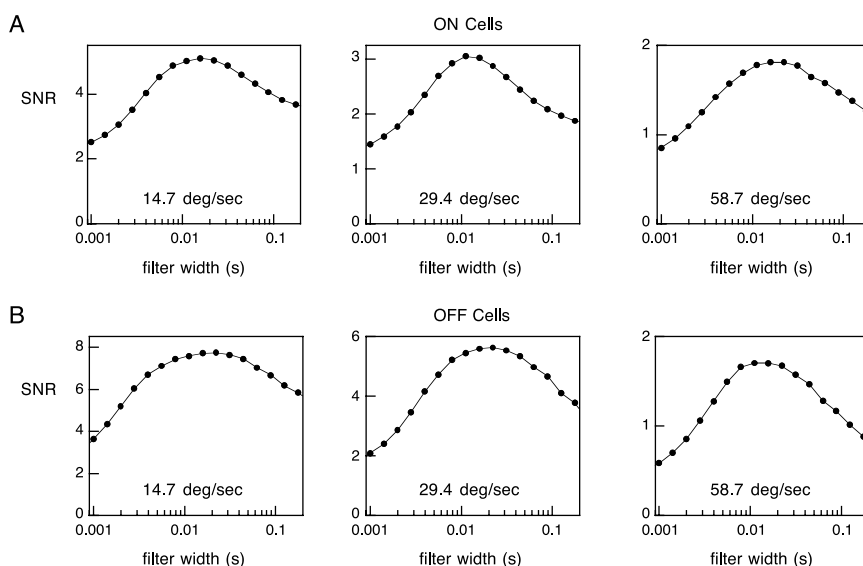 A
ON Cells
SNR
4
2
0
14.7 deg/sec
0.001 0.01 0.1
filter width (s)
3
2
1
0
29.4 deg/sec
0.001 0.01 0.1
filter width (s)
2
1
0
58.7 deg/sec
0.001 0.01 0.1
filter width (s)
B
OFF Cells
SNR
8
6
4
2
0
14.7 deg/sec
0.001 0.01 0.1
filter width (s)
6
4
2
0
29.4 deg/sec
0.001 0.01 0.1
filter width (s)
2
1
0
58.7 deg/sec
0.001 0.01 0.1
filter width (s)